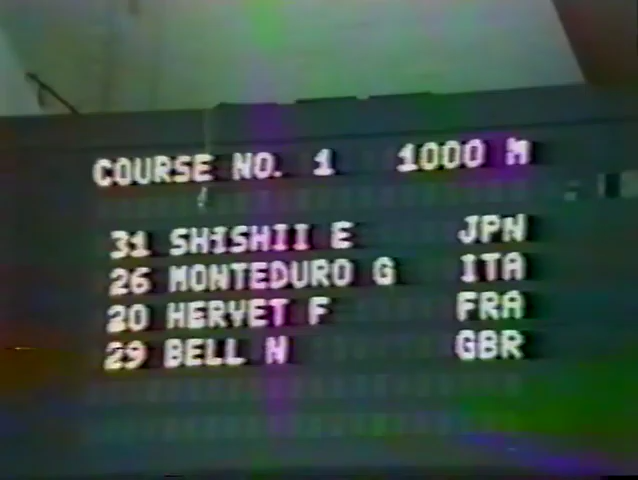 COURSE NO. 1 1000 M
31 SHISHII E JPN
26 MONTEDURO G ITA
20 HERVET F FRA
29 BELL N GBR